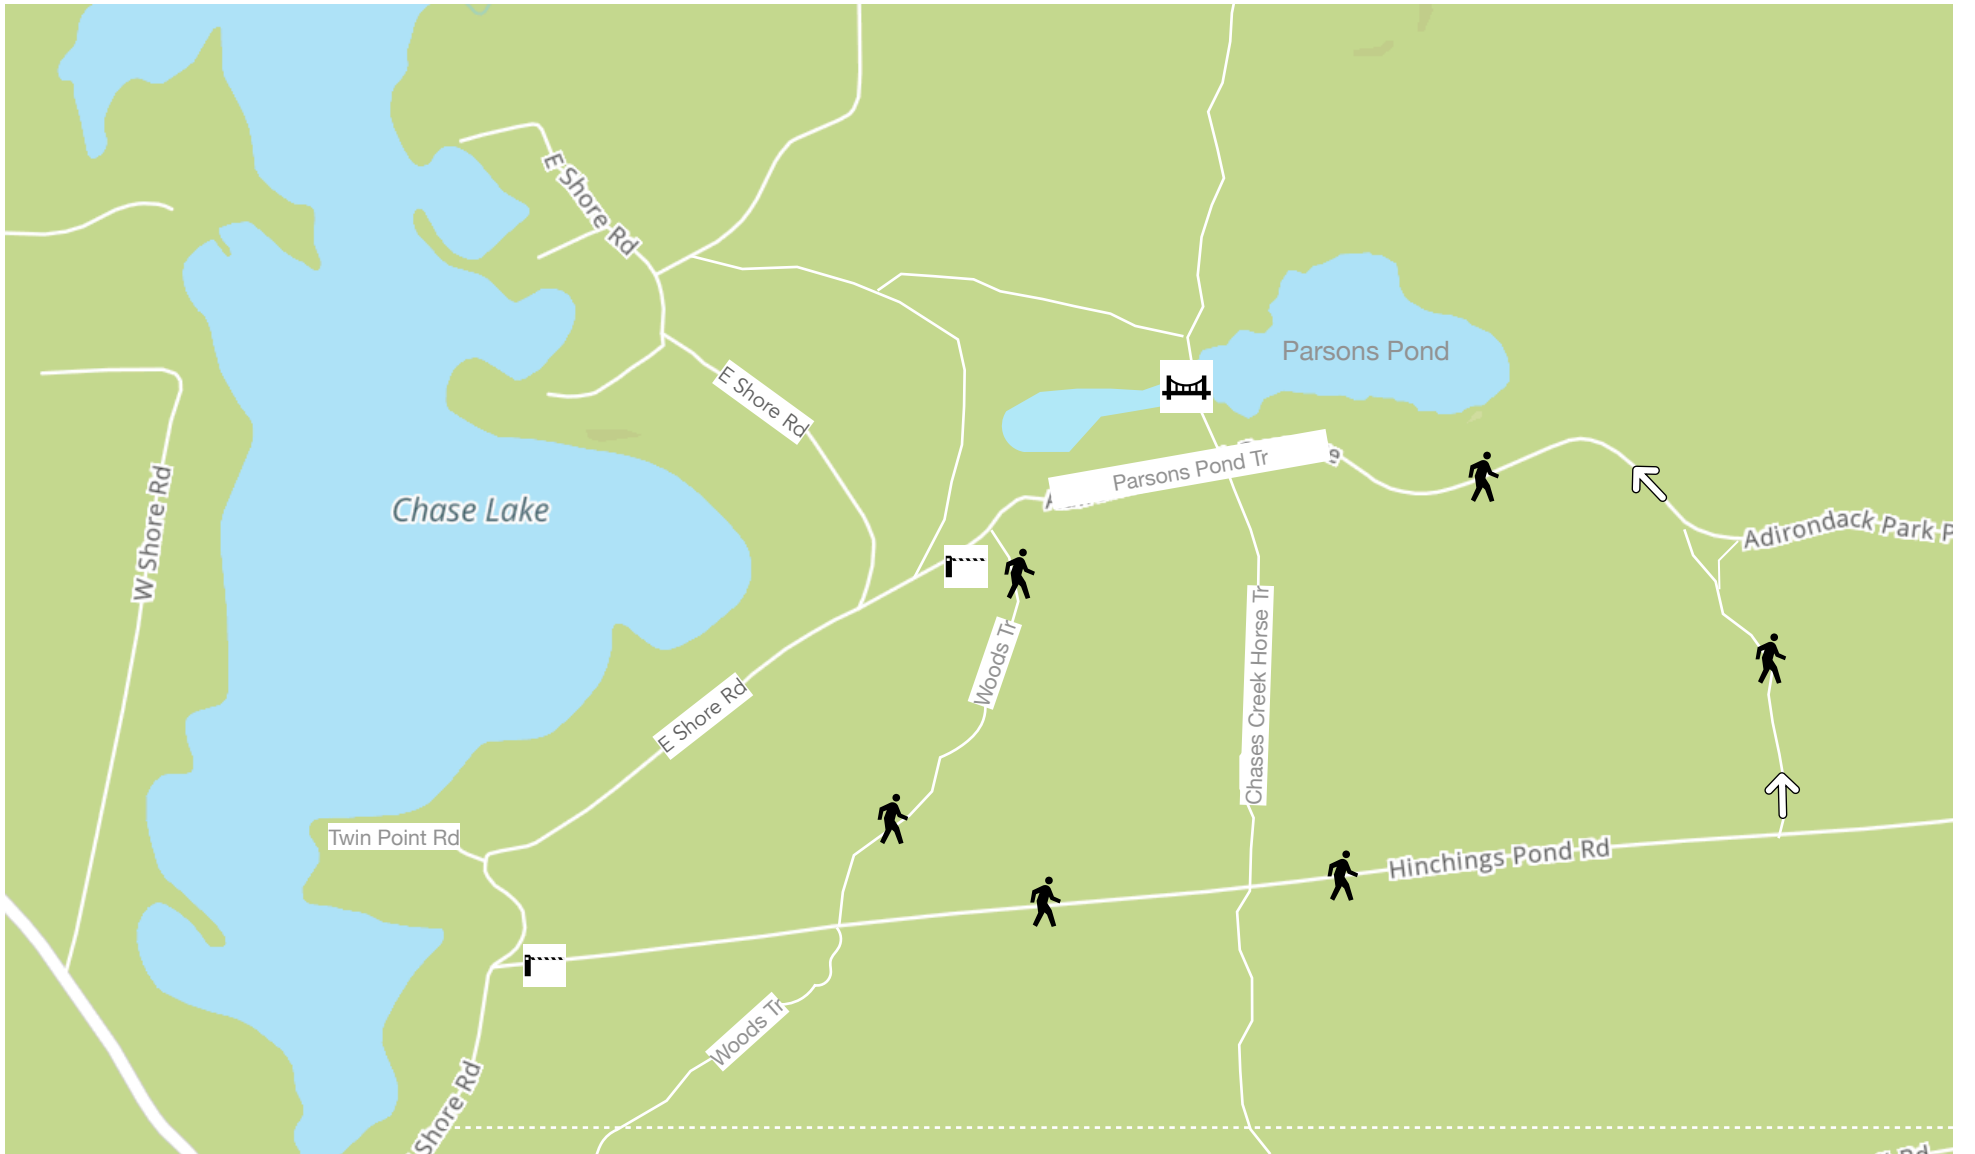 E Shore Rd
Parsons Pond
E Shore Rd
Parsons Pond Tr
Chase Lake
W Shore Rd
Adirondack Park P
Woods Tr
Chases Creek Horse Tr
E Shore Rd
Twin Point Rd
Hinchings Pond Rd
Woods Tr
Shore Rd
Rd